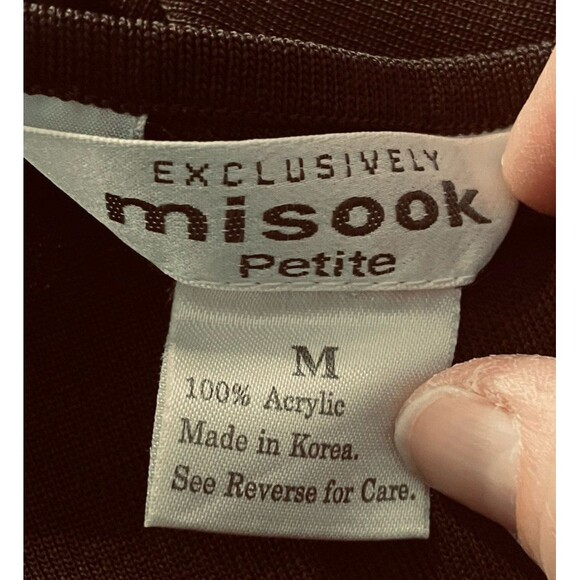 EXCLUSIVELY
misook
Petite
M
100% Acrylic
Made in Korea.
See Reverse for Care.